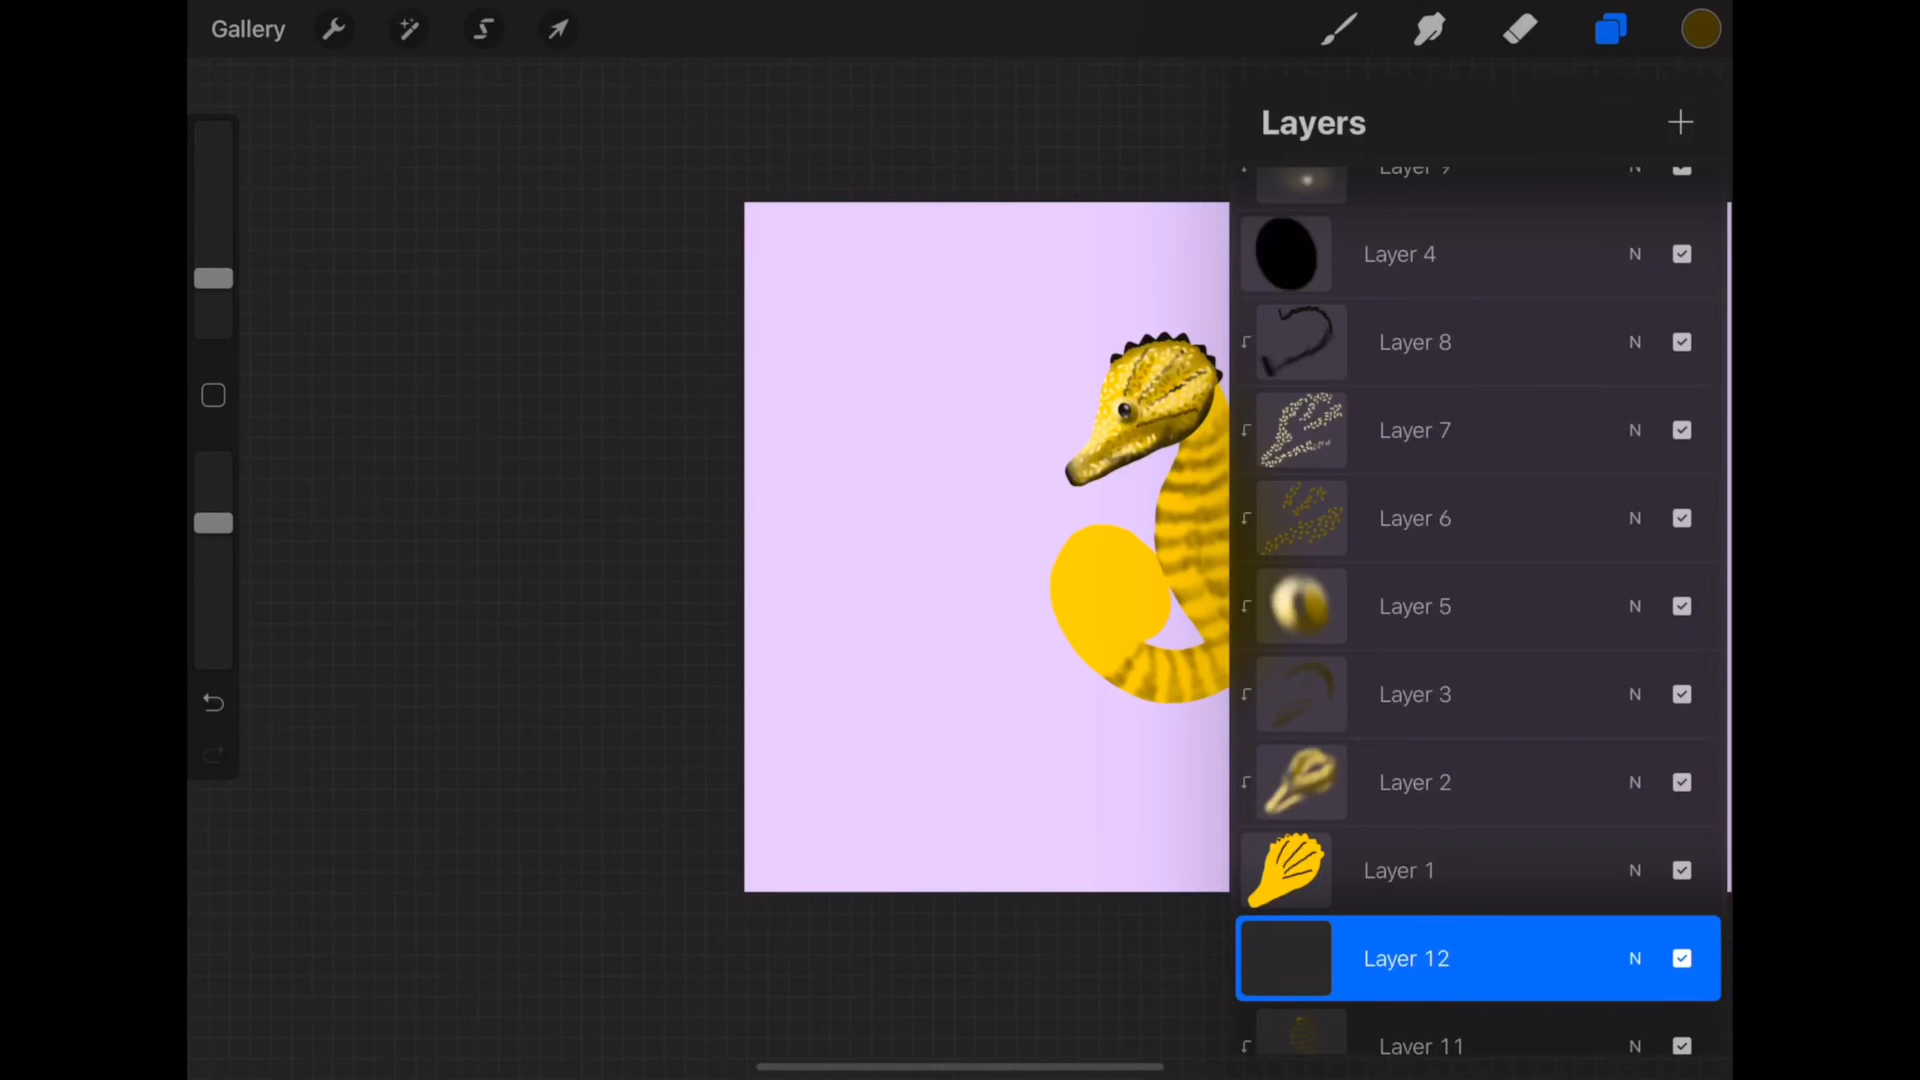 Gallery
Layers
Layer 9 N
Layer 4 N
Layer 8 N
Layer 7 N
Layer 6 N
Layer 5 N
Layer 3 N
Layer 2 N
Layer 1 N
Layer 12 N
Layer 11 N